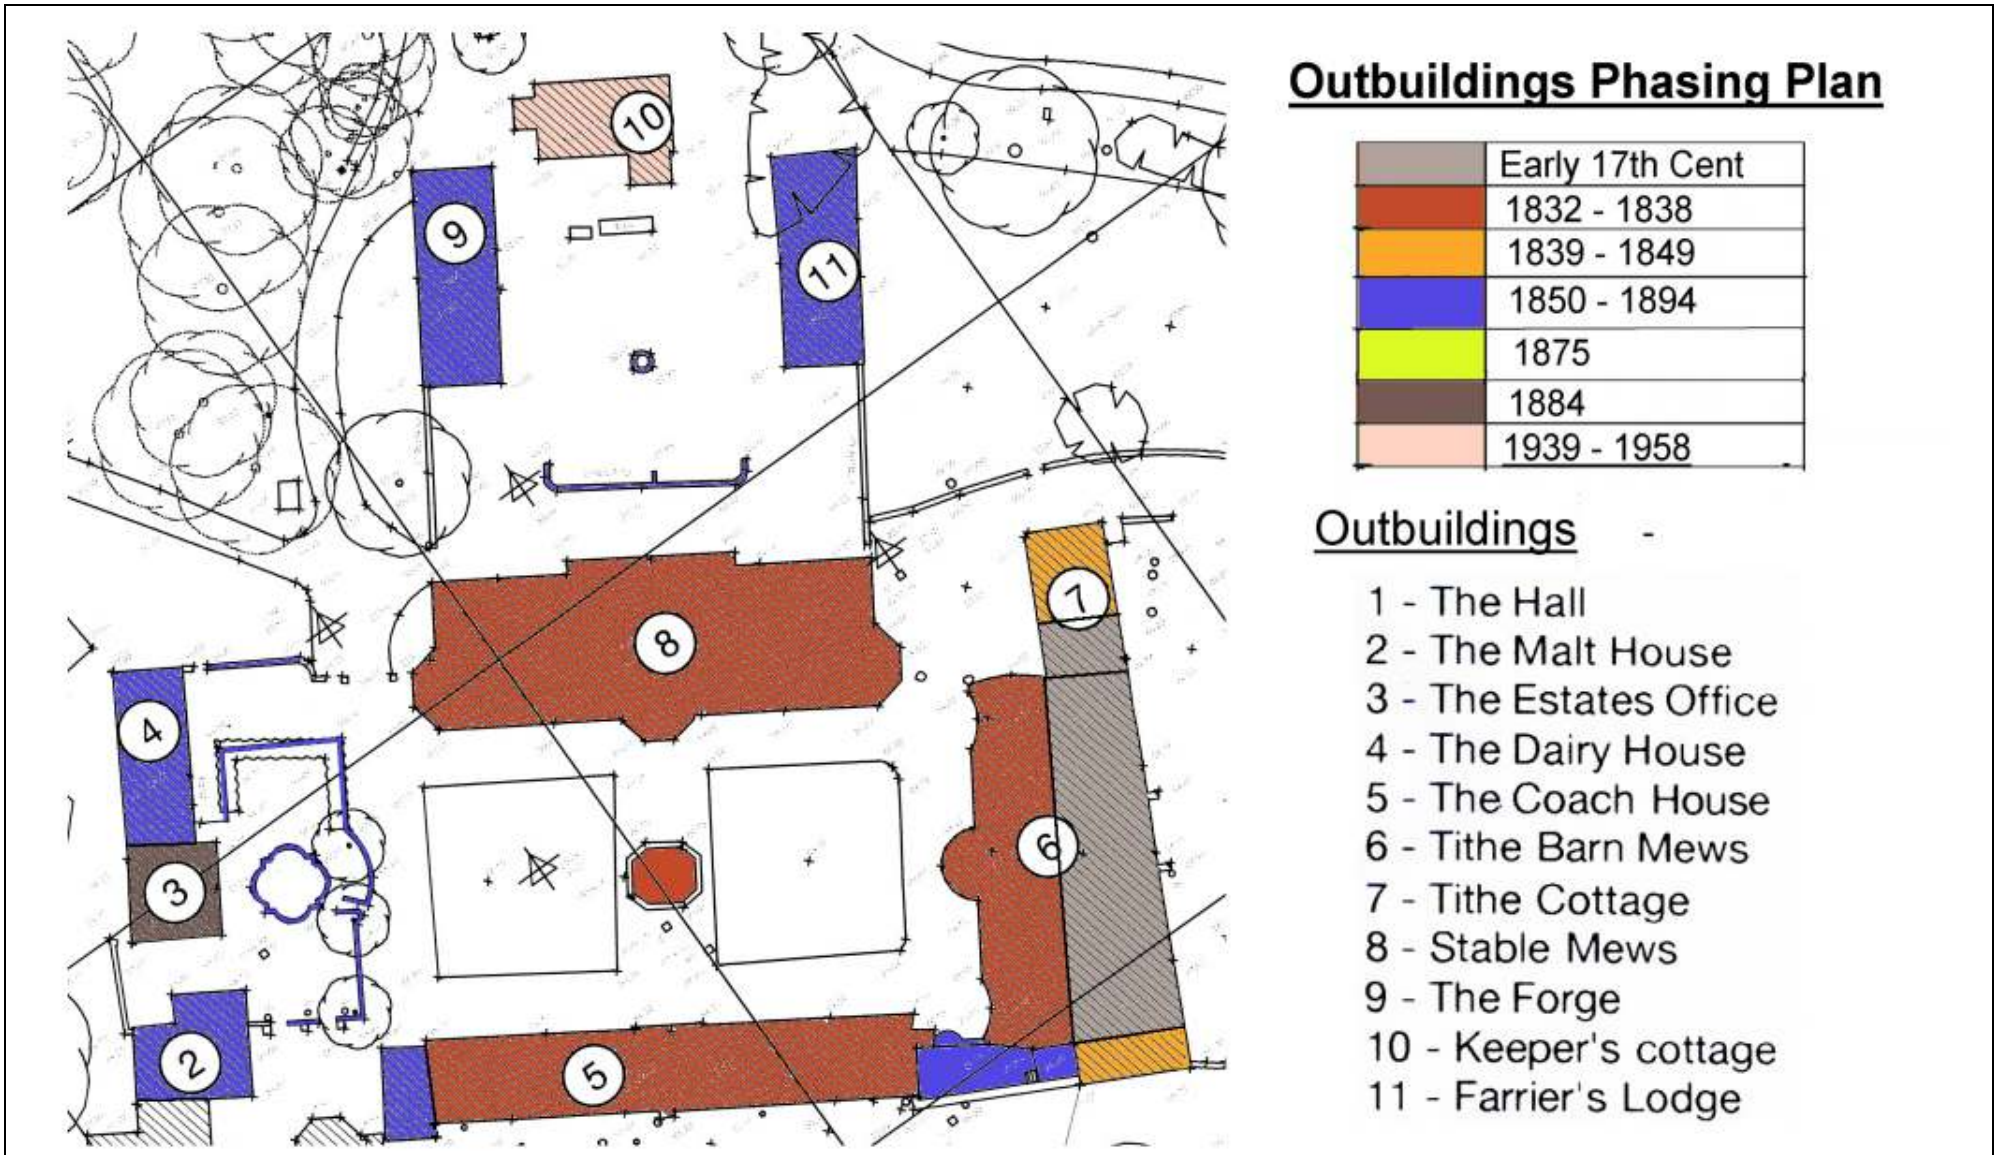 Outbuildings Phasing Plan
Early 17th Cent
1832 - 1838
1839 - 1849
1850 - 1894
1875
1884
1939 - 1958
Outbuildings -
1 - The Hall
2 - The Malt House
3 - The Estates Office
4 - The Dairy House
5 - The Coach House
6 - Tithe Barn Mews
7 - Tithe Cottage
8 - Stable Mews
9 - The Forge
10 - Keeper's cottage
11 - Farrier's Lodge
10
9
11
7
8
4
6
3
2
5